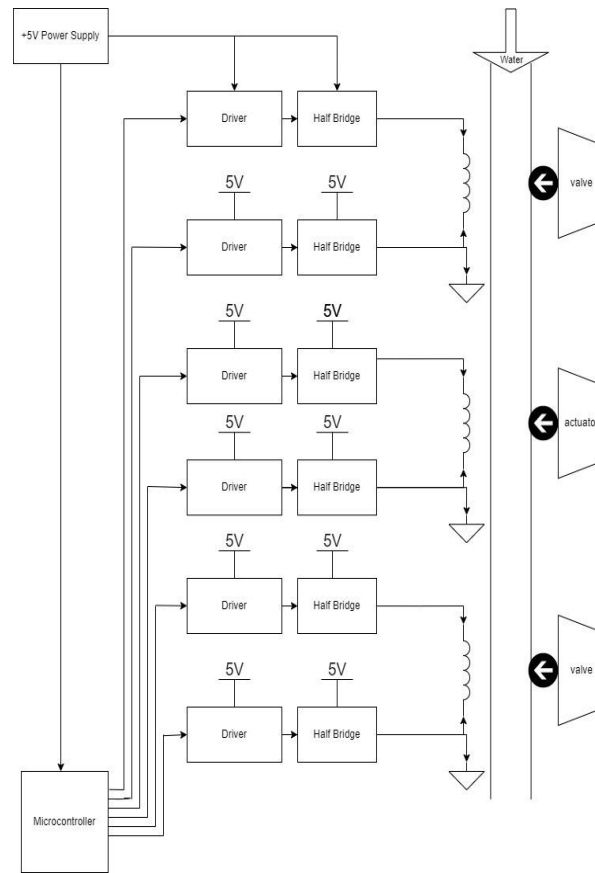 +5V Power Supply
Water
Driver
Half Bridge
valve
5V
5V
Driver
Half Bridge
5V
5V
Driver
Half Bridge
actuato
5V
5V
Driver
Half Bridge
5V
5V
Driver
Half Bridge
valve
5V
5V
Driver
Half Bridge
Microcontroller